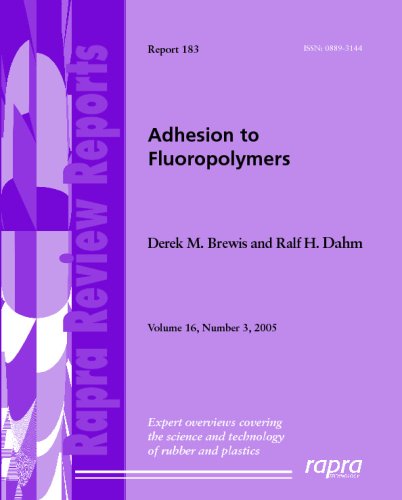 Report 183
ISSN: 0889-3144
Rapra Review Reports
Adhesion to
Fluoropolymers
Derek M. Brewis and Ralf H. Dahm
Volume 16, Number 3, 2005
Expert overviews covering
the science and technology
of rubber and plastics
rapra
TECHNOLOGY